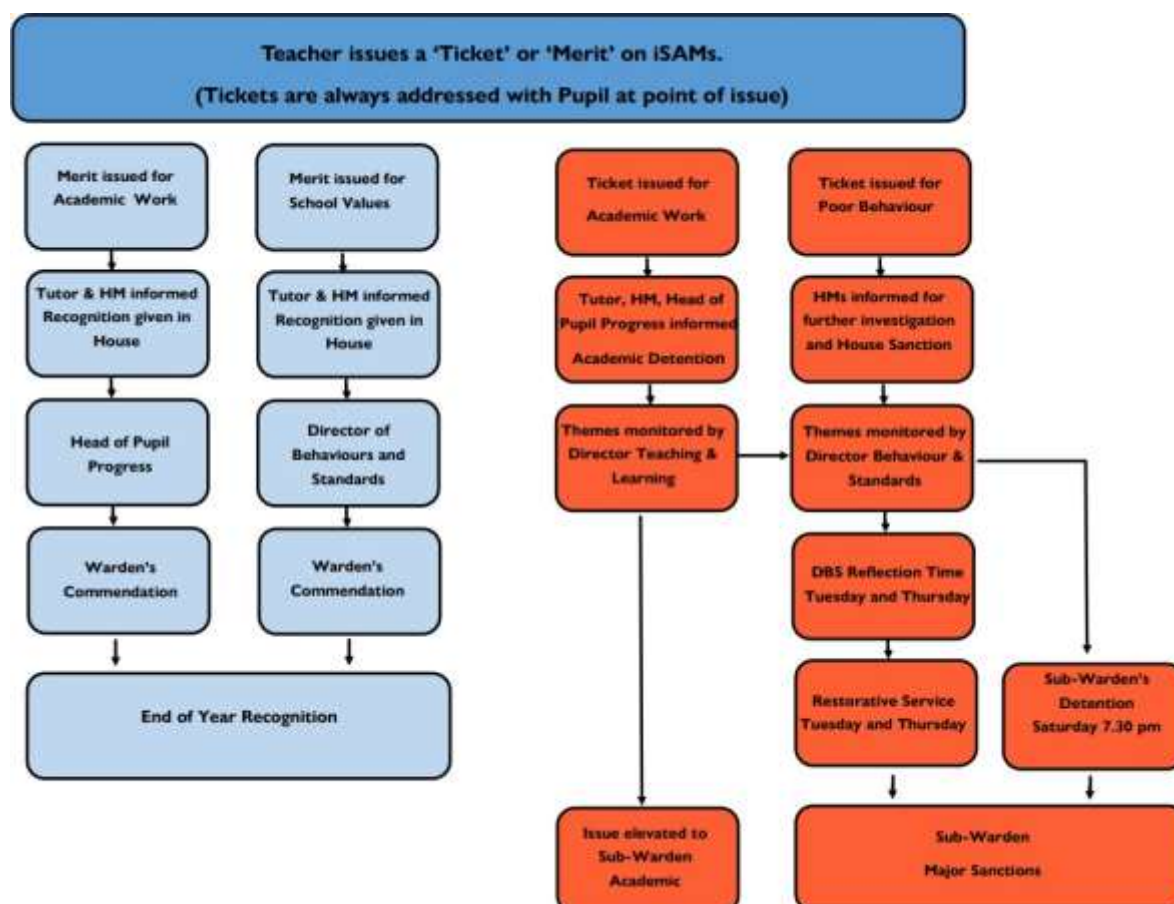 Teacher issues a ‘Ticket’ or ‘Merit’ on iSAMs.
(Tickets are always addressed with Pupil at point of issue)
Merit issued for
Academic Work
Tutor & HM informed
Recognition given in
House
Head of Pupil
Progress
Warden's
Commendation
Merit issued for
School Values
Tutor & HM informed
Recognition given in
House
Director of
Behaviours and
Standards
Warden's
Commendation
End of Year Recognition
Ticket issued for
Academic Work
Tutor, HM, Head of
Pupil Progress informed
Academic Detention
Themes monitored by
Director Teaching &
Learning
Issue elevated to
Sub-Warden
Academic
Ticket issued for
Poor Behaviour
HMs informed for
further investigation
and House Sanction
Themes monitored by
Director Behaviour &
Standards
DBS Reflection Time
Tuesday and Thursday
Restorative Service
Tuesday and Thursday
Sub-Warden's
Detention
Saturday 7.30 pm
Sub-Warden
Major Sanctions